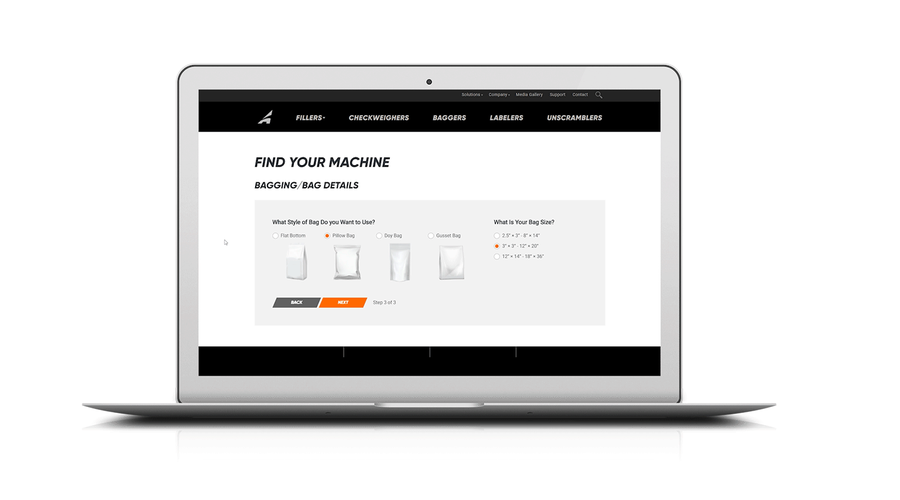 Solutions Company Media Gallery Support Contact
FILLERS CHECKWEIGHERS BAGGERS LABELERS UNSCRAMBLERS
FIND YOUR MACHINE
BAGGING/BAG DETAILS
What Style of Bag Do you Want to Use?
Flat Bottom Pillow Bag Doy Bag Gusset Bag
What Is Your Bag Size?
2.5" × 3" - 8" × 14"
3" × 3" - 12" × 20"
12" × 14" - 18" × 36"
BACK NEXT Step 3 of 3